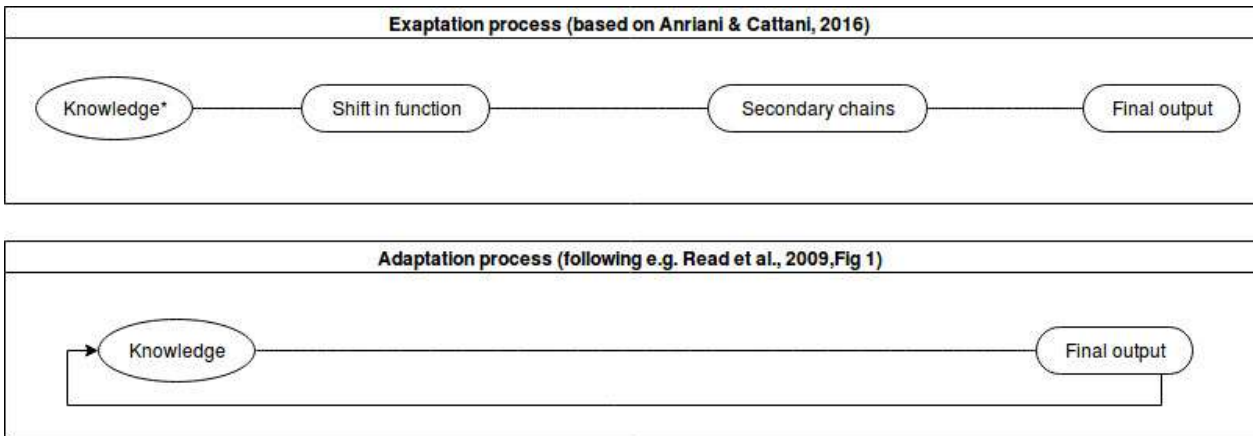 Exaptation process (based on Anriani & Cattani, 2016)
Knowledge*
Shift in function
Secondary chains
Final output
Adaptation process (following e.g. Read et al., 2009,Fig 1)
Knowledge
Final output